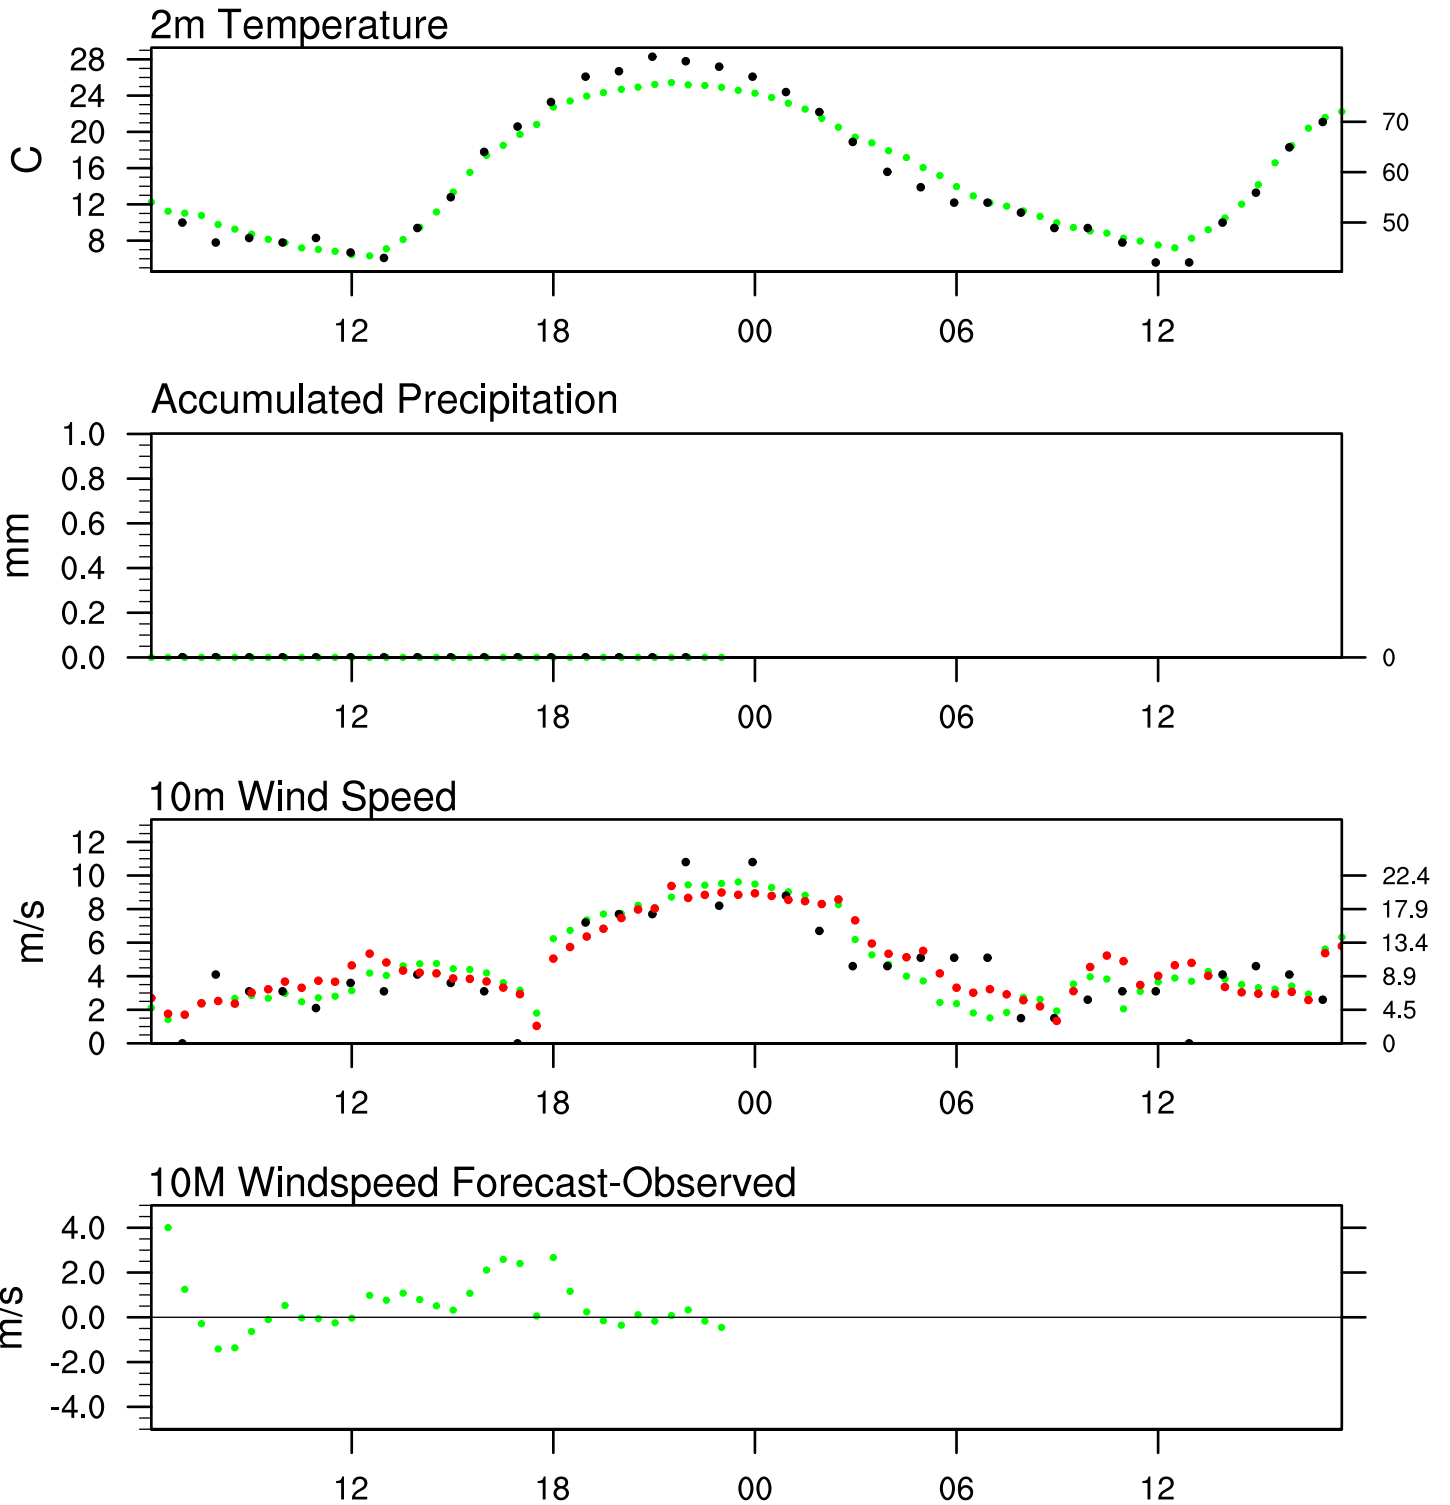 2m Temperature
28
24
20
16
12
8
C
70
60
50
12 18 00 06 12
Accumulated Precipitation
1.0
0.8
0.6
0.4
0.2
0.0
mm
0
12 18 00 06 12
10m Wind Speed
12
10
8
6
4
2
0
m/s
22.4
17.9
13.4
8.9
4.5
0
12 18 00 06 12
10M Windspeed Forecast-Observed
4.0
2.0
0.0
-2.0
-4.0
m/s
12 18 00 06 12